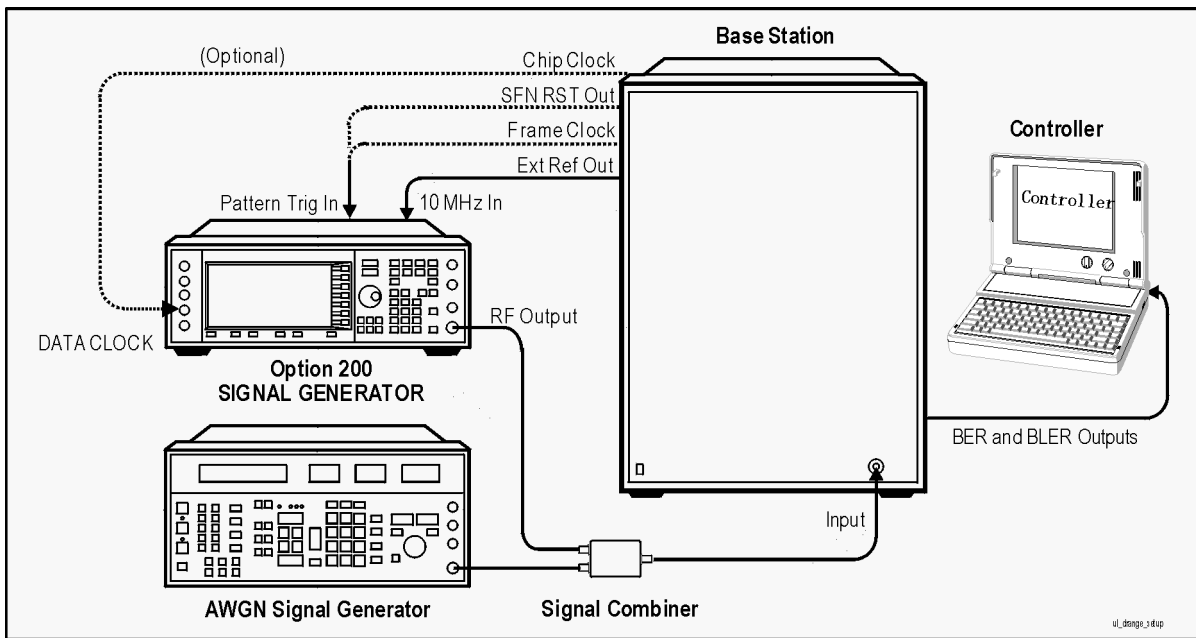 Base Station
(Optional)
Chip Clock
SFN RST Out
Frame Clock
Ext Ref Out
Controller
Controller
Pattern Trig In
10 MHz In
RF Output
DATA CLOCK
Option 200
SIGNAL GENERATOR
BER and BLER Outputs
Input
AWGN Signal Generator
Signal Combiner